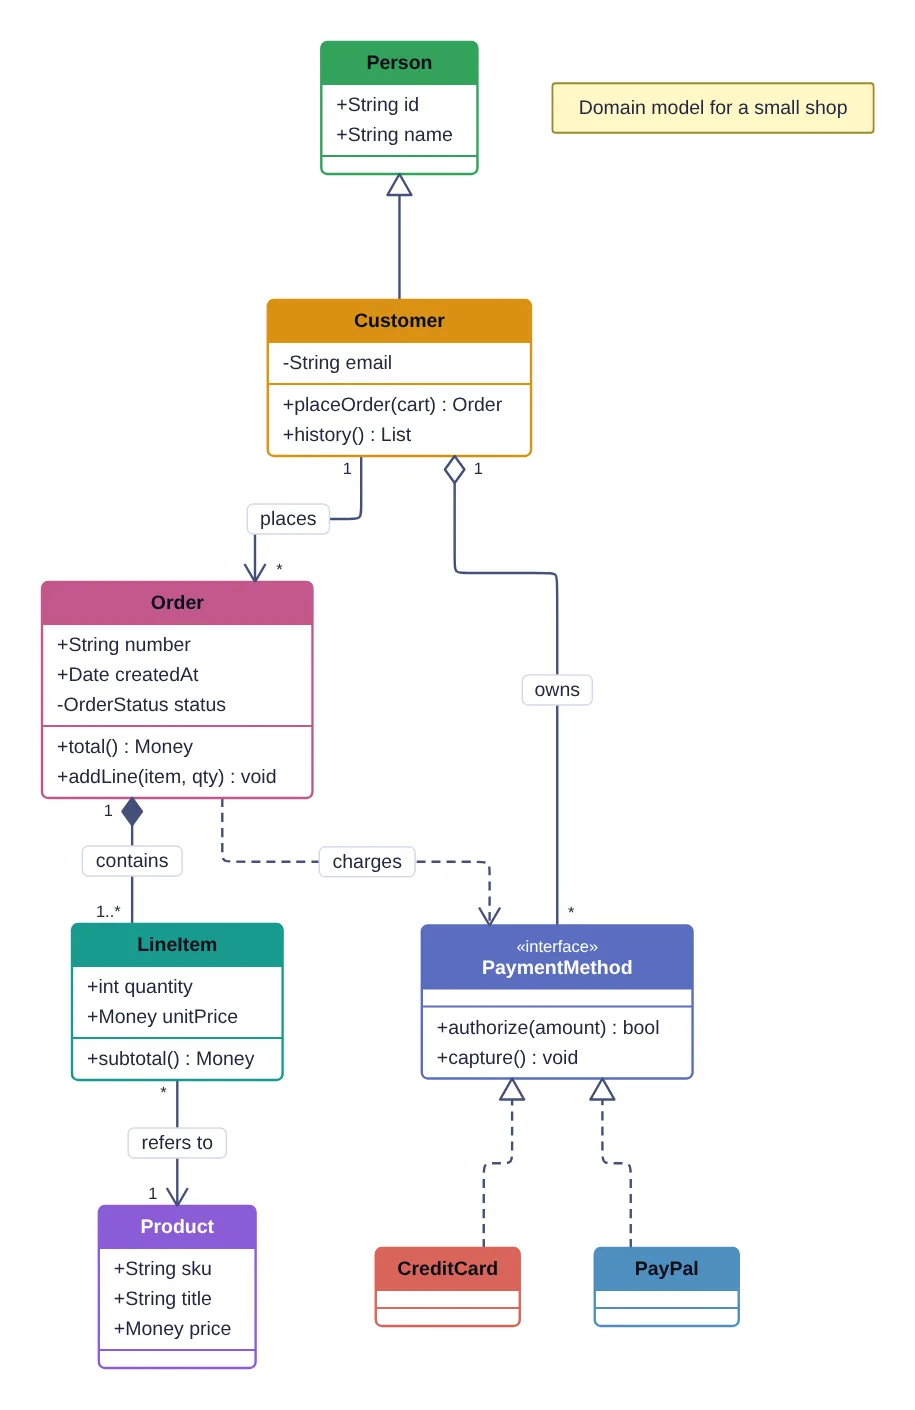 Person
+String id
+String name
Domain model for a small shop
Customer
-String email
+placeOrder(cart) : Order
+history() : List
1
1
places
*
Order
+String number
+Date createdAt
-OrderStatus status
+total() : Money
+addLine(item, qty) : void
owns
1
contains
charges
1..*
*
LineItem
+int quantity
+Money unitPrice
+subtotal() : Money
«interface»
PaymentMethod
+authorize(amount) : bool
+capture() : void
*
refers to
1
Product
+String sku
+String title
+Money price
CreditCard
PayPal